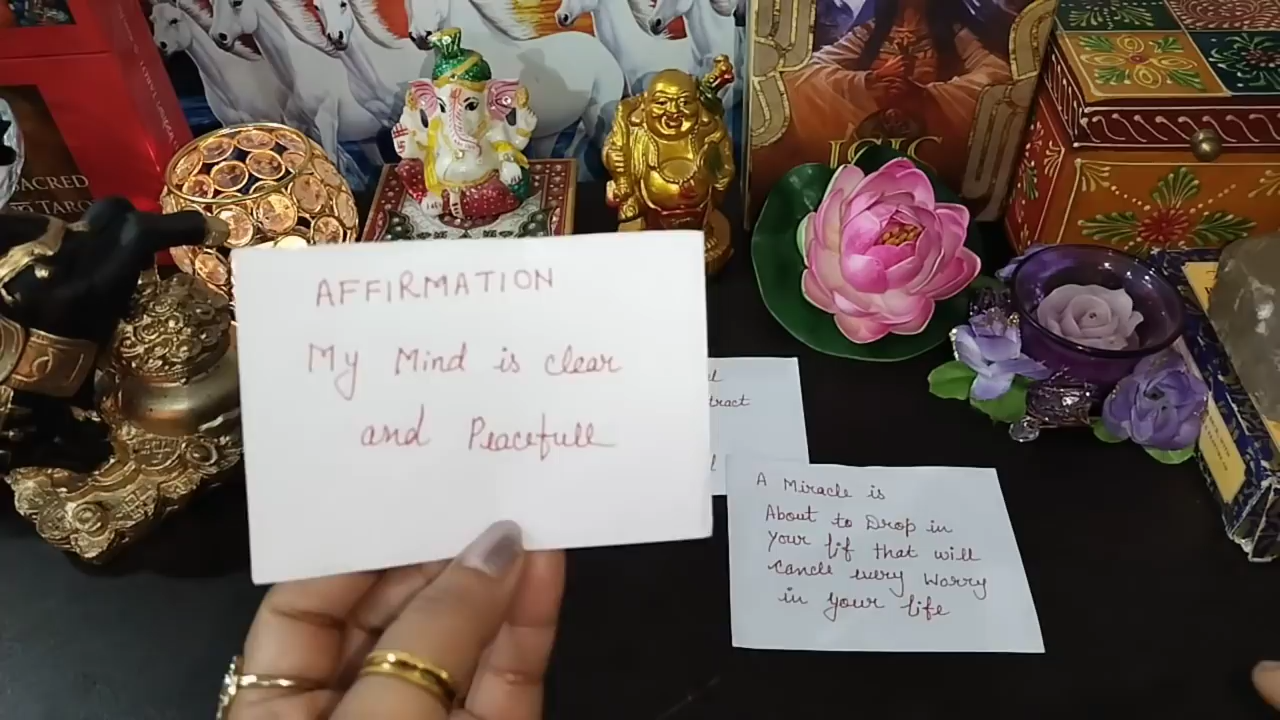 SACRED
TAROT
ISIS
AFFIRMATION
My Mind is clear
and Peacefull
A Miracle is
About to Drop in
your lif that will
cancle every Worry
in your life